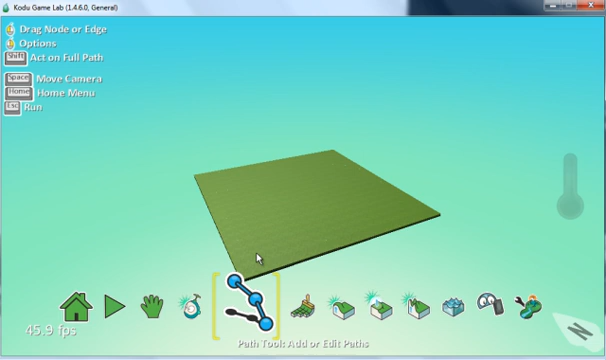 Kodu Game Lab (1.4.6.0, General)
Drag Node or Edge
Options
Shift Act on Full Path
Space Move Camera
Home Home Menu
Esc Run
45.9 fps
Path Tool: Add or Edit Paths
N